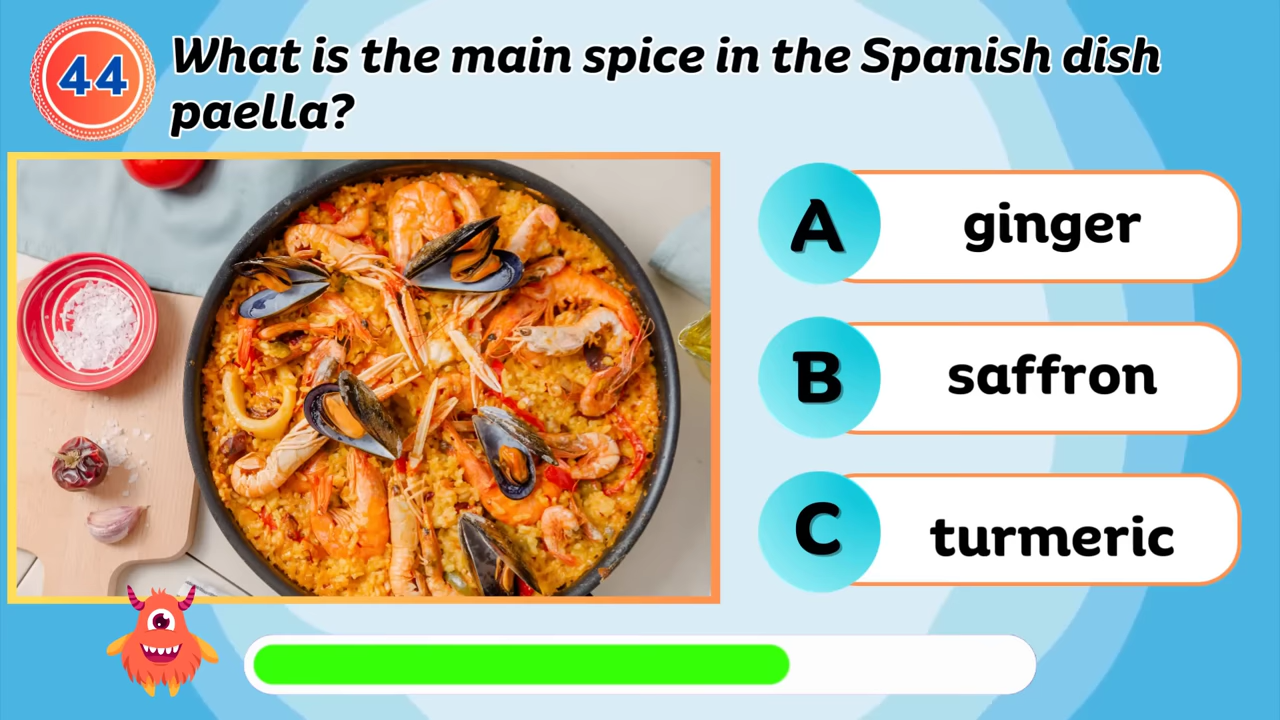 44
What is the main spice in the Spanish dish
paella?
A
ginger
B
saffron
C
turmeric